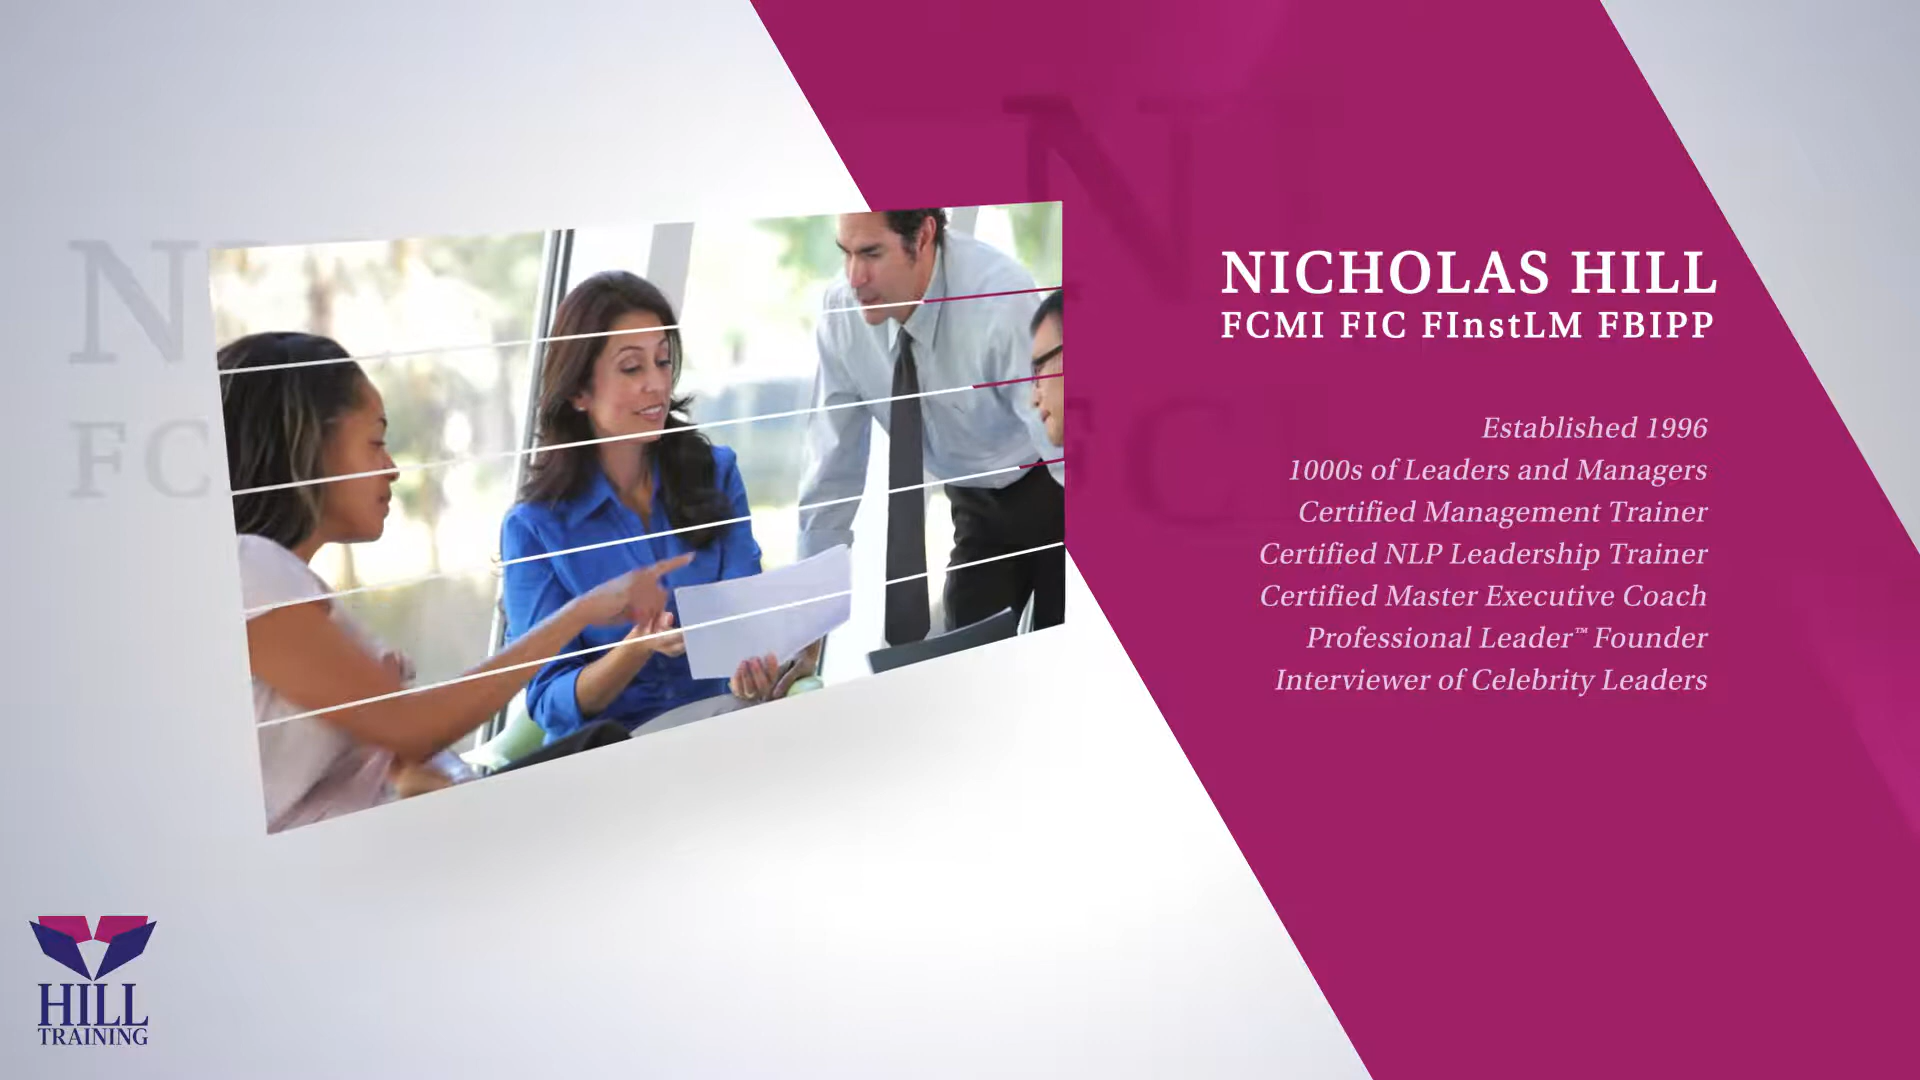 NICHOLAS HILL
FCMI FIC FInstLM FBIPP
Established 1996
1000s of Leaders and Managers
Certified Management Trainer
Certified NLP Leadership Trainer
Certified Master Executive Coach
Professional Leader™ Founder
Interviewer of Celebrity Leaders
HILL
TRAINING